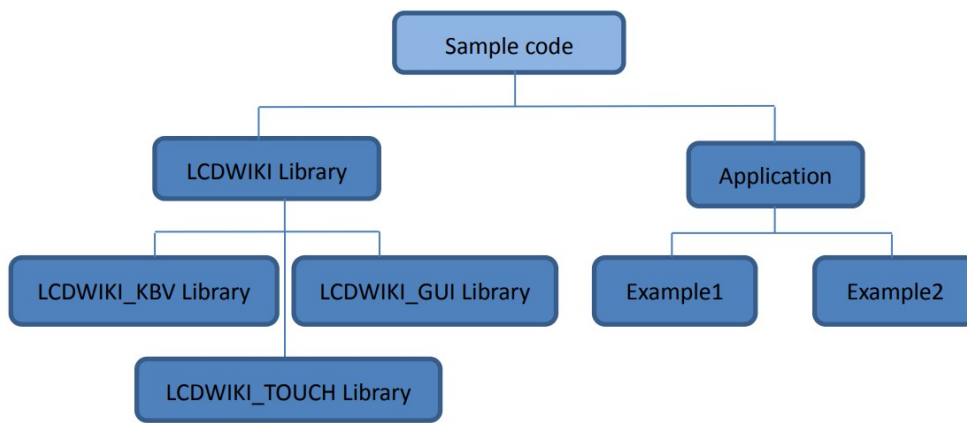 Sample code
LCDWIKI Library
Application
LCDWIKI_KBV Library
LCDWIKI_GUI Library
Example1
Example2
LCDWIKI_TOUCH Library